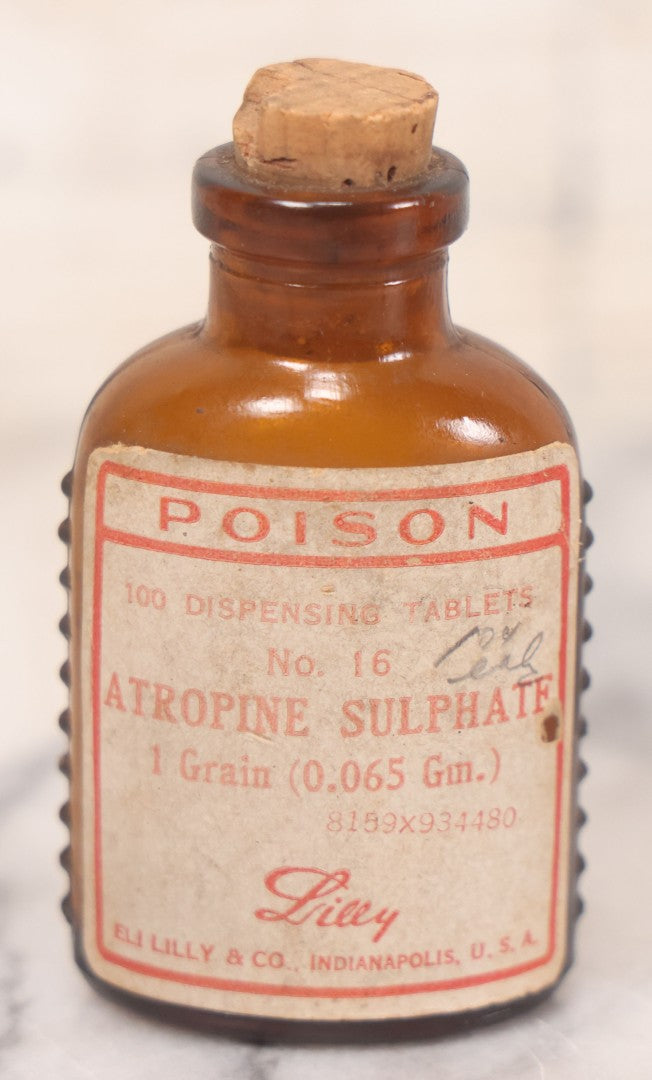 POISON
100 DISPENSING TABLETS
No. 16
ATROPINE SULPHATE
1 Grain (0.065 Gm.)
8159X934480
Lilly
ELI LILLY & CO., INDIANAPOLIS, U. S. A.